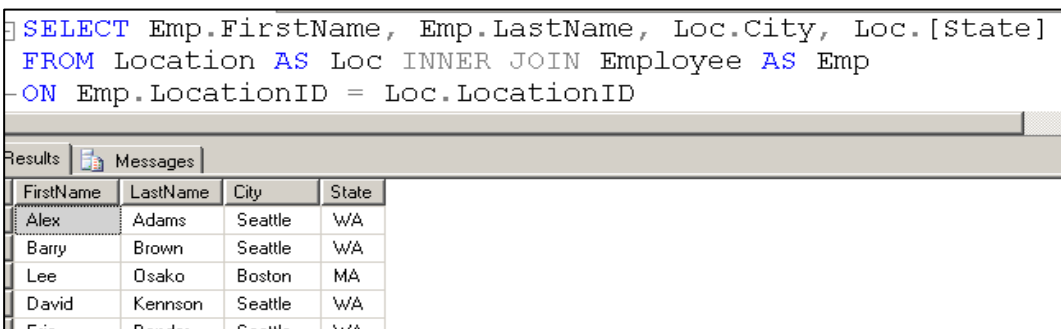 SELECT Emp.FirstName, Emp.LastName, Loc.City, Loc.[State]
FROM Location AS Loc INNER JOIN Employee AS Emp
ON Emp.LocationID = Loc.LocationID
Results Messages
FirstName LastName City State
Alex Adams Seattle WA
Barry Brown Seattle WA
Lee Osako Boston MA
David Kennson Seattle WA